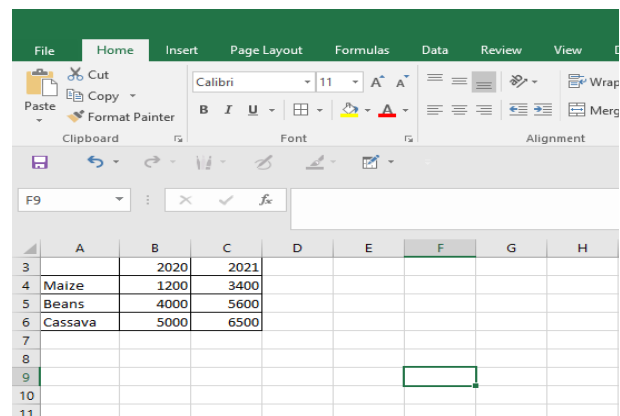 File Home Insert Page Layout Formulas Data Review View
Cut
Calibri 11 A A Wrap
Copy
Paste
Format Painter
B I U A Merg
Clipboard Font Alignment
F9 fx
A B C D E F G H
3 2020 2021
4 Maize 1200 3400
5 Beans 4000 5600
6 Cassava 5000 6500
7
8
9
10
11